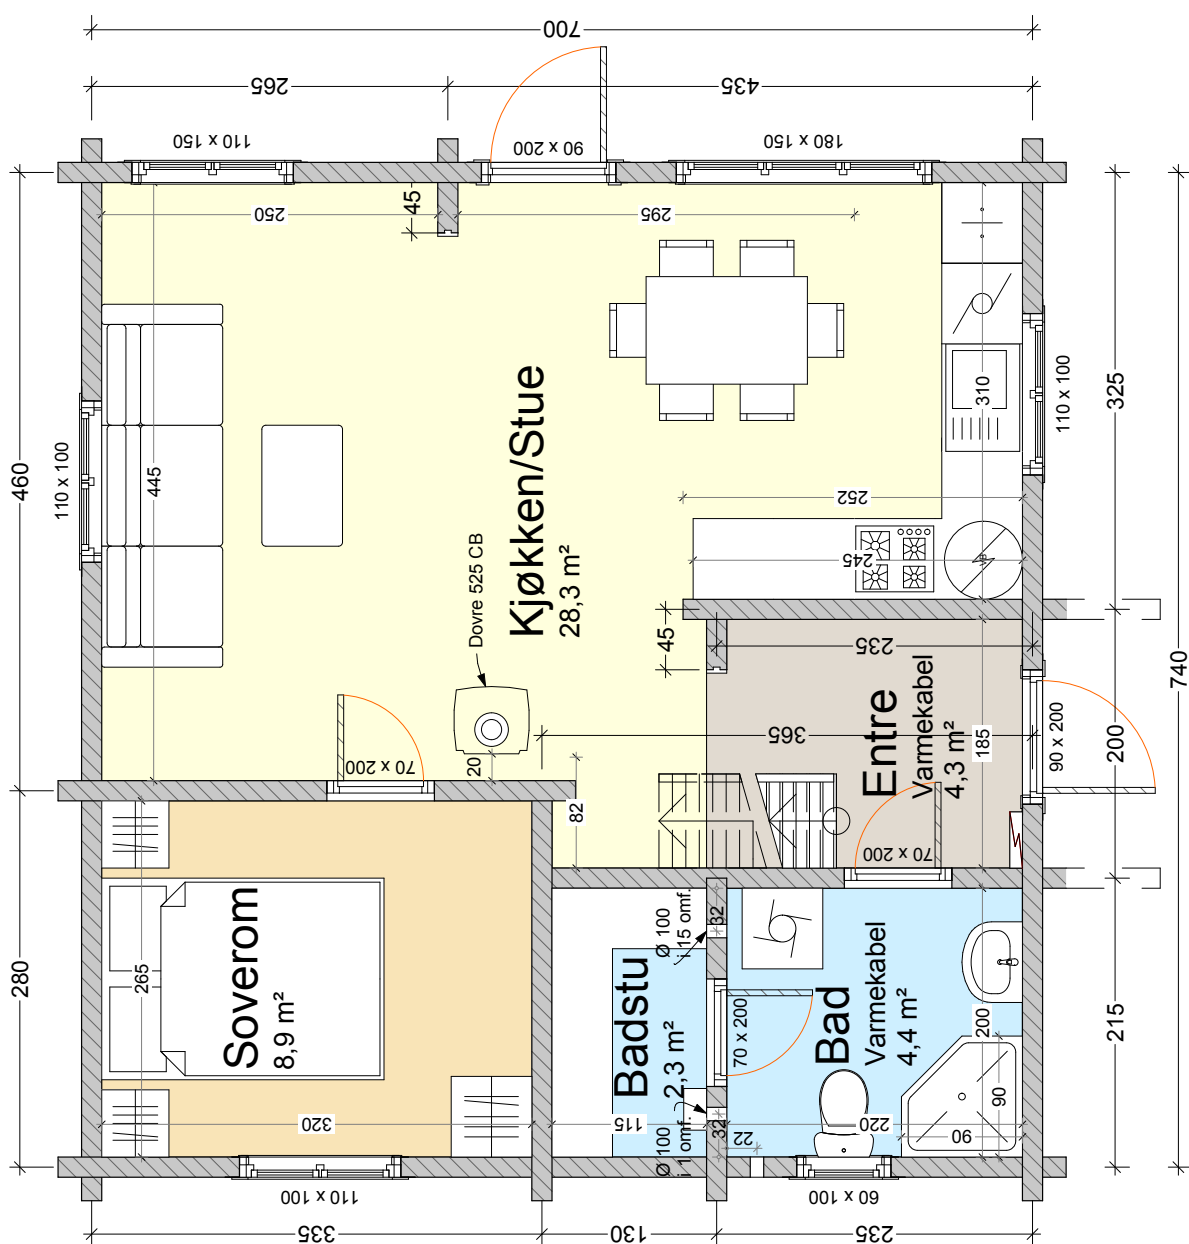 700
265
435
110 x 150
90 x 200
180 x 150
250
45
295
460
110 x 100
445
Kjøkken/Stue
28,3 m²
310
110 x 100
325
252
245
VB
Dovre 525 CB
45
235
740
70 x 200
20
365
Entre
Varmekabel
4,3 m²
185
90 x 200
200
82
70 x 200
280
265
Soverom
8,9 m²
Ø 100
i 15 omf.
32
Badstu
2,3 m²
70 x 200
Bad
Varmekabel
4,4 m²
200
215
320
115
Ø 100
i 1 omf.
32
22
220
90
90
110 x 100
60 x 100
335
130
235